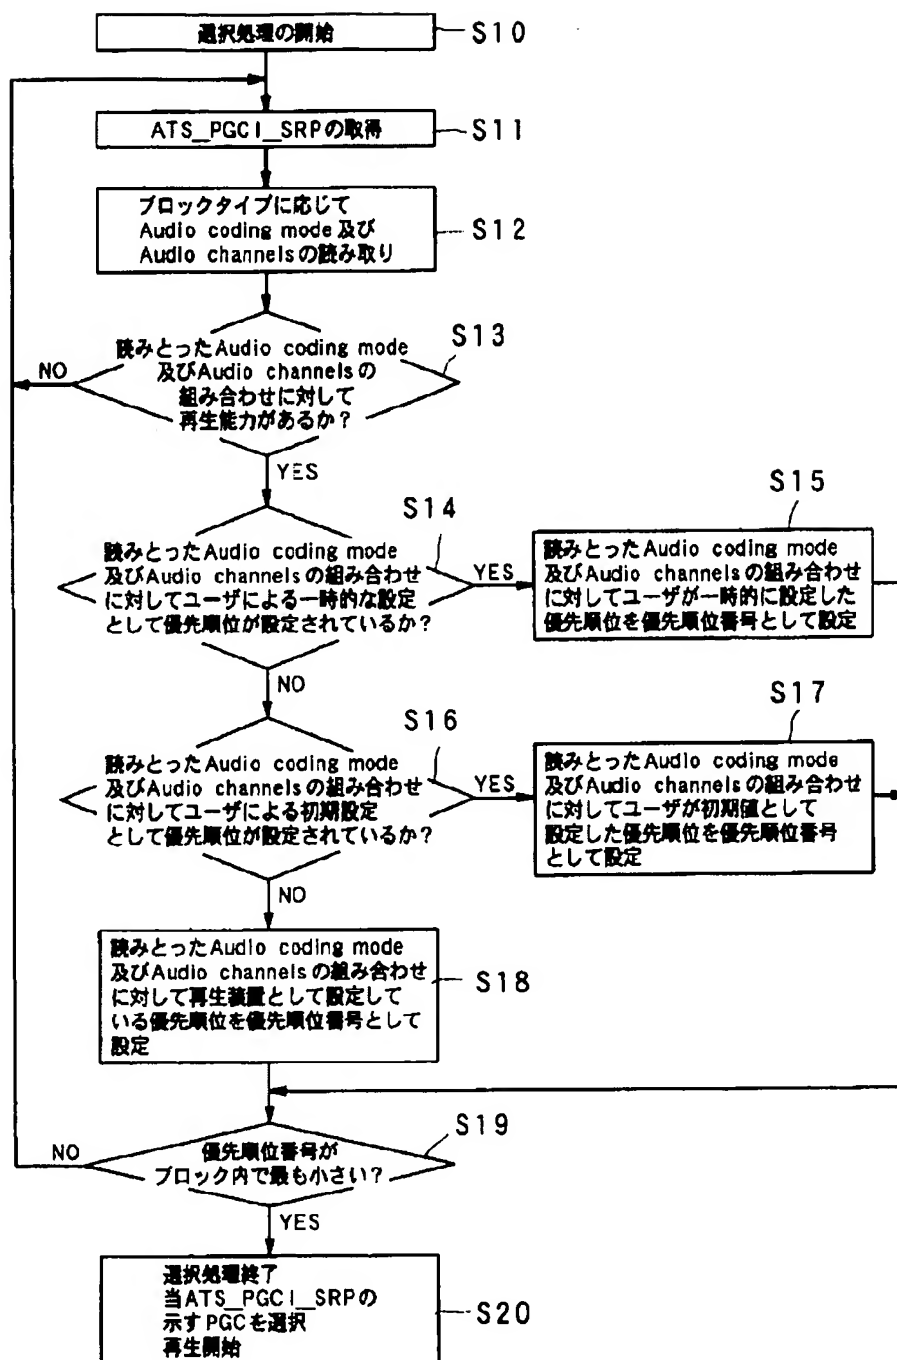 選択処理の開始
S10
ATS_PGCI_SRPの取得
S11
ブロックタイプに応じて
Audio coding mode及び
Audio channelsの読み取り
S12
読みとったAudio coding mode
及びAudio channelsの
組み合わせに対して
再生能力があるか？
S13
NO
YES
読みとったAudio coding mode
及びAudio channelsの組み合わせ
に対してユーザによる一時的な設定
として優先順位が設定されているか？
S14
YES
NO
S15
読みとったAudio coding mode
及びAudio channelsの組み合わせ
に対してユーザが一時的に設定した
優先順位を優先順位番号として設定
読みとったAudio coding mode
及びAudio channelsの組み合わせ
に対してユーザによる初期設定
として優先順位が設定されているか？
S16
YES
NO
S17
読みとったAudio coding mode
及びAudio channelsの組み合わせ
に対してユーザが初期値として
設定した優先順位を優先順位番号
として設定
読みとったAudio coding mode
及びAudio channelsの組み合わせ
に対して再生装置として設定して
いる優先順位を優先順位番号として
設定
S18
優先順位番号が
ブロック内で最も小さい？
S19
NO
YES
選択処理終了
当ATS_PGCI_SRPの
示すPGCを選択
再生開始
S20